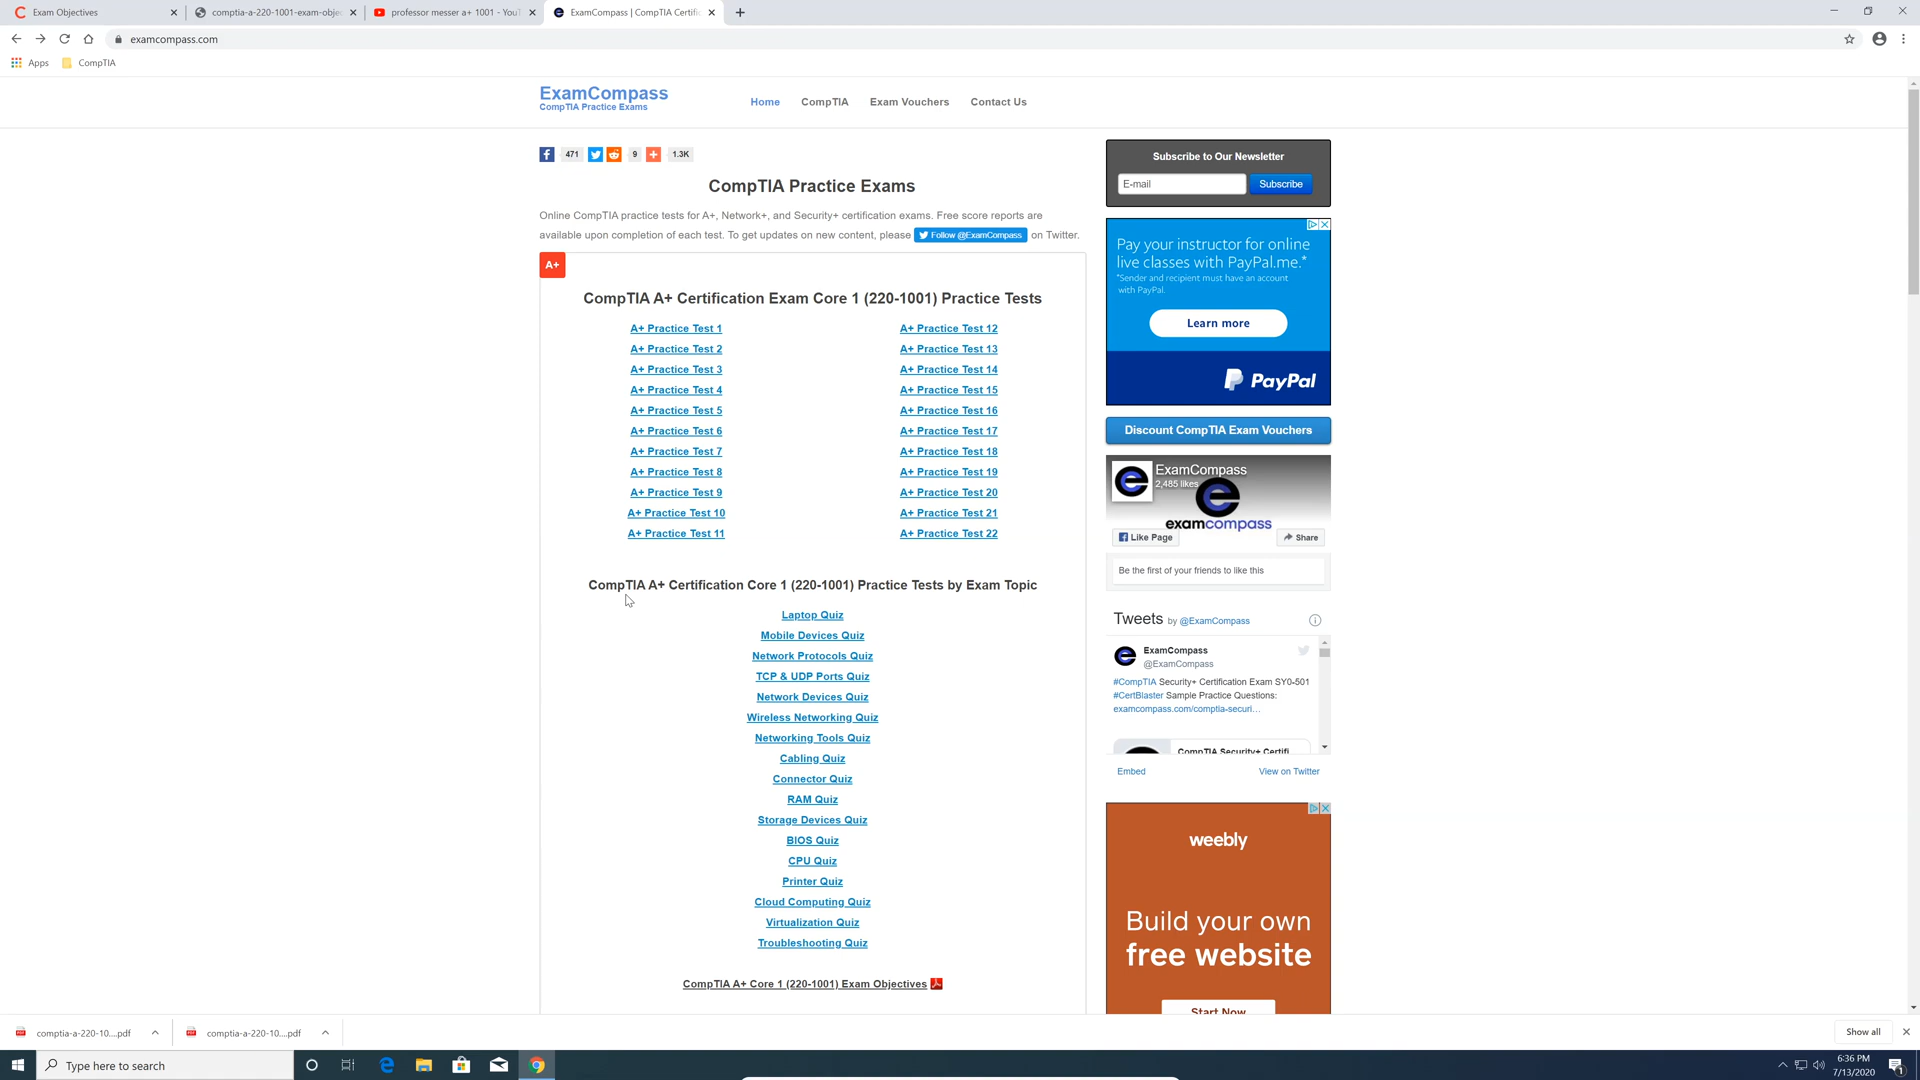 Exam Objectives
comptia-a-220-1001-exam-obje
professor messer a+ 1001 - YouT
ExamCompass | CompTIA Certific
examcompass.com
Apps
CompTIA
ExamCompass
CompTIA Practice Exams
Home
CompTIA
Exam Vouchers
Contact Us
471
9
1.3K
CompTIA Practice Exams
Online CompTIA practice tests for A+, Network+, and Security+ certification exams. Free score reports are
available upon completion of each test. To get updates on new content, please Follow @ExamCompass on Twitter.
A+
CompTIA A+ Certification Exam Core 1 (220-1001) Practice Tests
A+ Practice Test 1
A+ Practice Test 2
A+ Practice Test 3
A+ Practice Test 4
A+ Practice Test 5
A+ Practice Test 6
A+ Practice Test 7
A+ Practice Test 8
A+ Practice Test 9
A+ Practice Test 10
A+ Practice Test 11
A+ Practice Test 12
A+ Practice Test 13
A+ Practice Test 14
A+ Practice Test 15
A+ Practice Test 16
A+ Practice Test 17
A+ Practice Test 18
A+ Practice Test 19
A+ Practice Test 20
A+ Practice Test 21
A+ Practice Test 22
CompTIA A+ Certification Core 1 (220-1001) Practice Tests by Exam Topic
Laptop Quiz
Mobile Devices Quiz
Network Protocols Quiz
TCP & UDP Ports Quiz
Network Devices Quiz
Wireless Networking Quiz
Networking Tools Quiz
Cabling Quiz
Connector Quiz
RAM Quiz
Storage Devices Quiz
BIOS Quiz
CPU Quiz
Printer Quiz
Cloud Computing Quiz
Virtualization Quiz
Troubleshooting Quiz
CompTIA A+ Core 1 (220-1001) Exam Objectives
Subscribe to Our Newsletter
E-mail
Subscribe
Pay your instructor for online
live classes with PayPal.me.*
*Sender and recipient must have an account
with PayPal.
Learn more
PayPal
Discount CompTIA Exam Vouchers
ExamCompass
2,485 likes
examcompass
Like Page
Share
Be the first of your friends to like this
Tweets by @ExamCompass
ExamCompass
@ExamCompass
#CompTIA Security+ Certification Exam SY0-501
#CertBlaster Sample Practice Questions:
examcompass.com/comptia-securi…
CompTIA Security+ Certifi
Embed
View on Twitter
weebly
Build your own
free website
Start Now
comptia-a-220-10....pdf
comptia-a-220-10....pdf
Show all
Type here to search
6:36 PM
7/13/2020
1